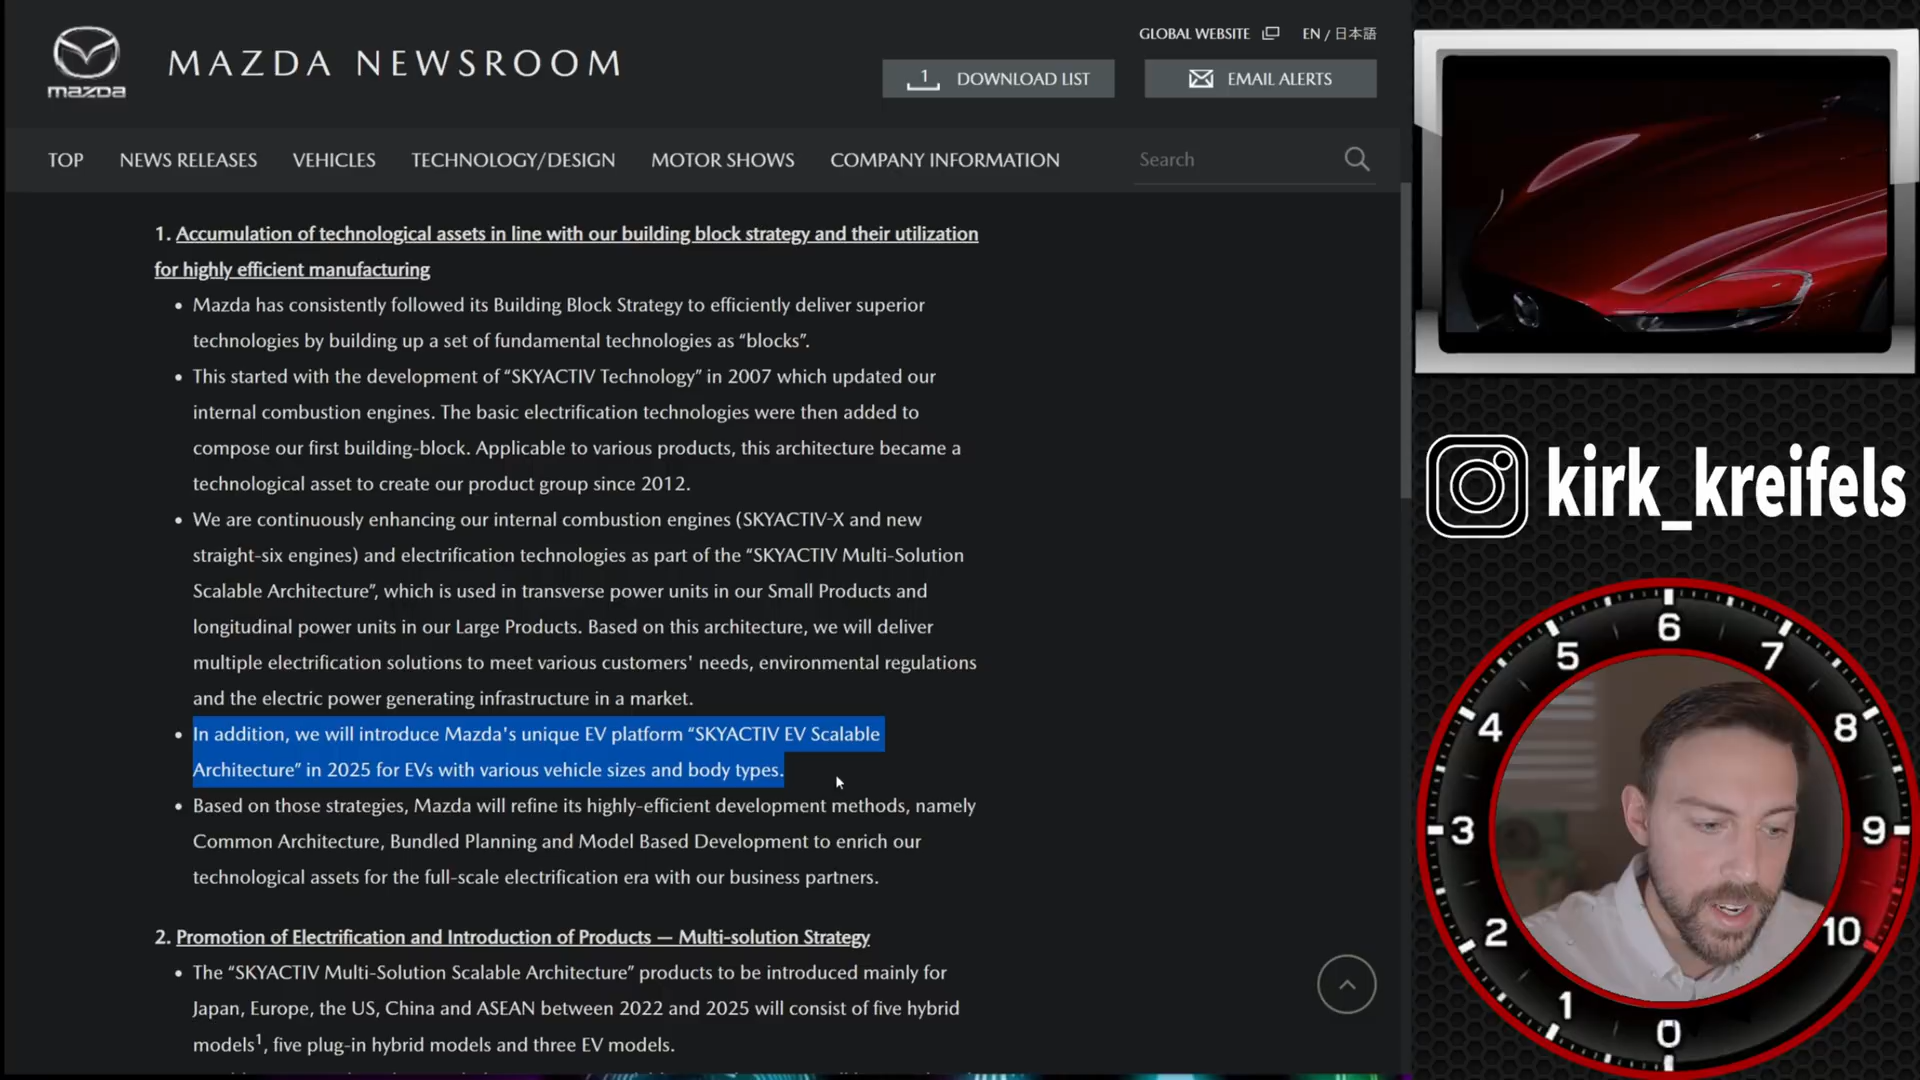 mazda
MAZDA NEWSROOM
GLOBAL WEBSITE
EN / 日本語
1 DOWNLOAD LIST
EMAIL ALERTS
TOP NEWS RELEASES VEHICLES TECHNOLOGY/DESIGN MOTOR SHOWS COMPANY INFORMATION
Search
1. Accumulation of technological assets in line with our building block strategy and their utilization
for highly efficient manufacturing
• Mazda has consistently followed its Building Block Strategy to efficiently deliver superior
technologies by building up a set of fundamental technologies as “blocks”.
• This started with the development of “SKYACTIV Technology” in 2007 which updated our
internal combustion engines. The basic electrification technologies were then added to
compose our first building-block. Applicable to various products, this architecture became a
technological asset to create our product group since 2012.
• We are continuously enhancing our internal combustion engines (SKYACTIV-X and new
straight-six engines) and electrification technologies as part of the “SKYACTIV Multi-Solution
Scalable Architecture”, which is used in transverse power units in our Small Products and
longitudinal power units in our Large Products. Based on this architecture, we will deliver
multiple electrification solutions to meet various customers' needs, environmental regulations
and the electric power generating infrastructure in a market.
• In addition, we will introduce Mazda's unique EV platform “SKYACTIV EV Scalable
Architecture” in 2025 for EVs with various vehicle sizes and body types.
• Based on those strategies, Mazda will refine its highly-efficient development methods, namely
Common Architecture, Bundled Planning and Model Based Development to enrich our
technological assets for the full-scale electrification era with our business partners.
2. Promotion of Electrification and Introduction of Products — Multi-solution Strategy
• The “SKYACTIV Multi-Solution Scalable Architecture” products to be introduced mainly for
Japan, Europe, the US, China and ASEAN between 2022 and 2025 will consist of five hybrid
models1, five plug-in hybrid models and three EV models.
kirk_kreifels
0
1
2
3
4
5
6
7
8
9
10